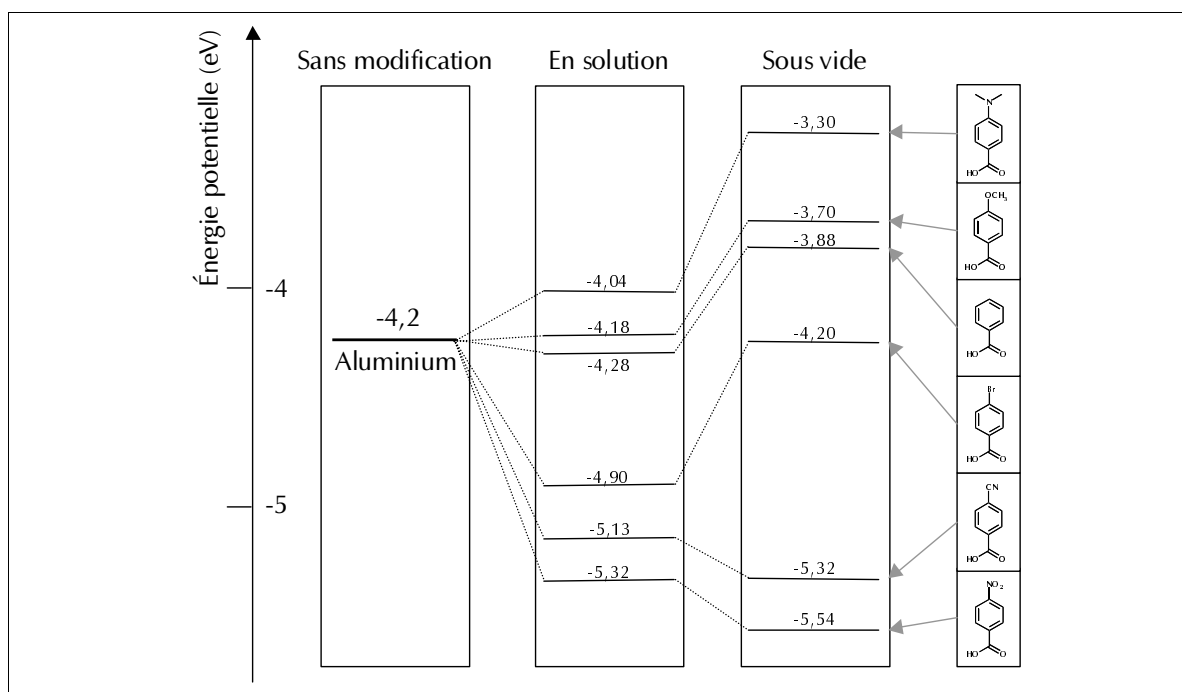 Énergie potentielle (eV)
-4
-5
Sans modification
-4,2
Aluminium
En solution
-4,04
-4,18
-4,28
-4,90
-5,13
-5,32
Sous vide
-3,30
-3,70
-3,88
-4,20
-5,32
-5,54
N
HO
O
OCH3
HO
O
HO
O
Br
HO
O
CN
HO
O
NO2
HO
O